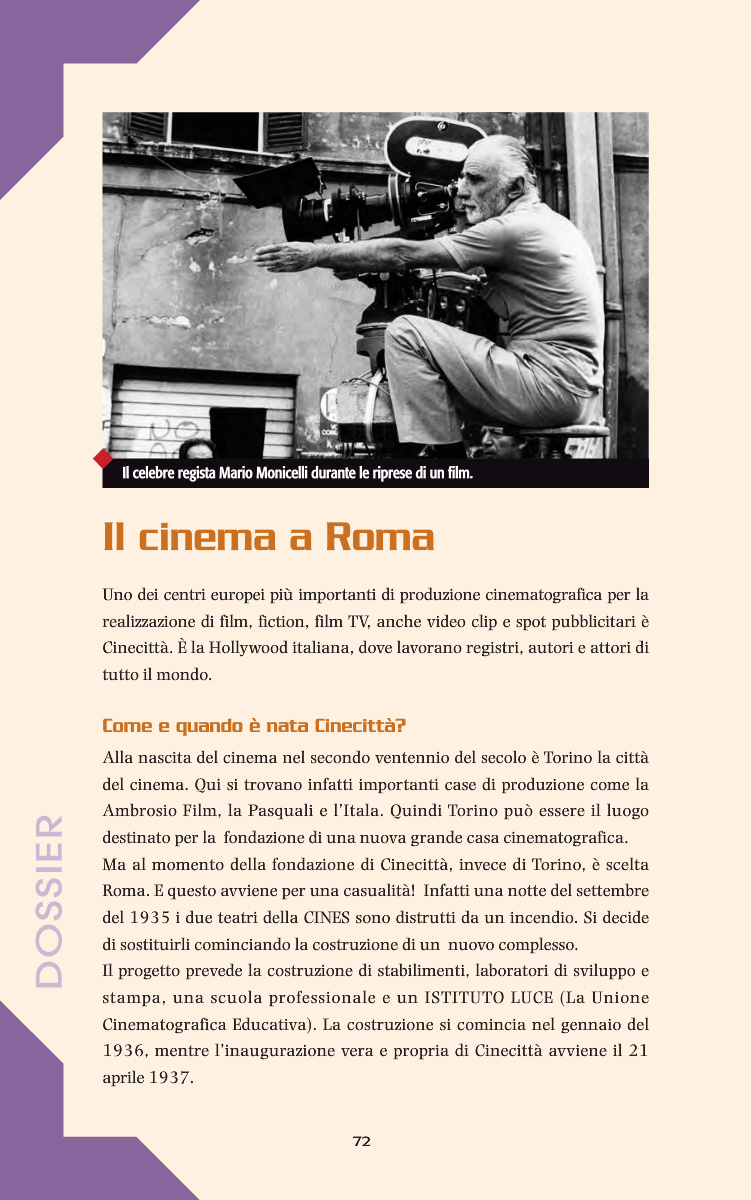 Il celebre regista Mario Monicelli durante le riprese di un film.
Il cinema a Roma
Uno dei centri europei più importanti di produzione cinematografica per la
realizzazione di film, fiction, film TV, anche video clip e spot pubblicitari è
Cinecittà. È la Hollywood italiana, dove lavorano registri, autori e attori di
tutto il mondo.
Come e quando è nata Cinecittà?
Alla nascita del cinema nel secondo ventennio del secolo è Torino la città
del cinema. Qui si trovano infatti importanti case di produzione come la
Ambrosio Film, la Pasquali e l'Itala. Quindi Torino può essere il luogo
destinato per la fondazione di una nuova grande casa cinematografica.
Ma al momento della fondazione di Cinecittà, invece di Torino, è scelta
Roma. E questo avviene per una casualità! Infatti una notte del settembre
del 1935 i due teatri della CINES sono distrutti da un incendio. Si decide
di sostituirli cominciando la costruzione di un nuovo complesso.
Il progetto prevede la costruzione di stabilimenti, laboratori di sviluppo e
stampa, una scuola professionale e un ISTITUTO LUCE (La Unione
Cinematografica Educativa). La costruzione si comincia nel gennaio del
1936, mentre l'inaugurazione vera e propria di Cinecittà avviene il 21
aprile 1937.
DOSSIER
72